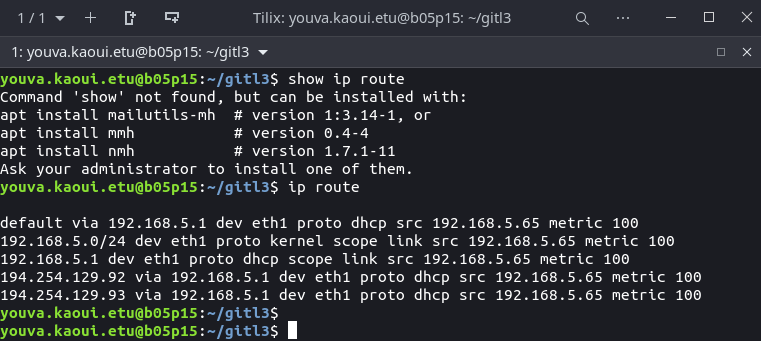 1 / 1 Tilix: youva.kaoui.etu@b05p15: ~/gitl3
1: youva.kaoui.etu@b05p15: ~/gitl3
youva.kaoui.etu@b05p15:~/gitl3$ show ip route
Command 'show' not found, but can be installed with:
apt install mailutils-mh  # version 1:3.14-1, or
apt install mmh           # version 0.4-4
apt install nmh           # version 1.7.1-11
Ask your administrator to install one of them.
youva.kaoui.etu@b05p15:~/gitl3$ ip route
default via 192.168.5.1 dev eth1 proto dhcp src 192.168.5.65 metric 100
192.168.5.0/24 dev eth1 proto kernel scope link src 192.168.5.65 metric 100
192.168.5.1 dev eth1 proto dhcp scope link src 192.168.5.65 metric 100
194.254.129.92 via 192.168.5.1 dev eth1 proto dhcp src 192.168.5.65 metric 100
194.254.129.93 via 192.168.5.1 dev eth1 proto dhcp src 192.168.5.65 metric 100
youva.kaoui.etu@b05p15:~/gitl3$
youva.kaoui.etu@b05p15:~/gitl3$